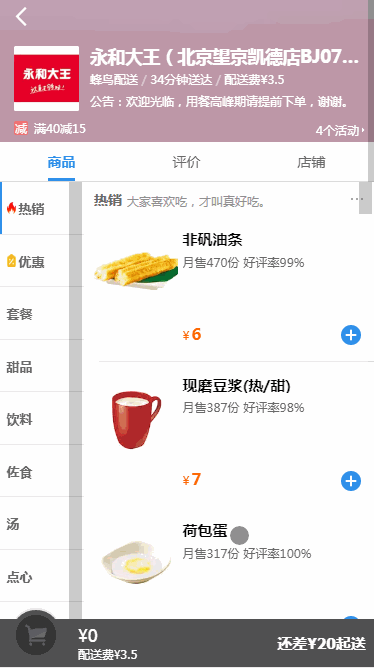 永和大王
永和大王（北京望京凯德店BJ07...
蜂鸟配送 / 34分钟送达 / 配送费¥3.5
公告：欢迎光临，用餐高峰期请提前下单，谢谢。
减 满40减15
4个活动
商品 评价 店铺
热销
优惠
套餐
甜品
饮料
佐食
汤
点心
热销 大家喜欢吃，才叫真好吃。 ...
非矾油条
月售470份 好评率99%
¥ 6
现磨豆浆(热/甜)
月售387份 好评率98%
¥ 7
荷包蛋
月售317份 好评率100%
¥0
配送费¥3.5
还差¥20起送